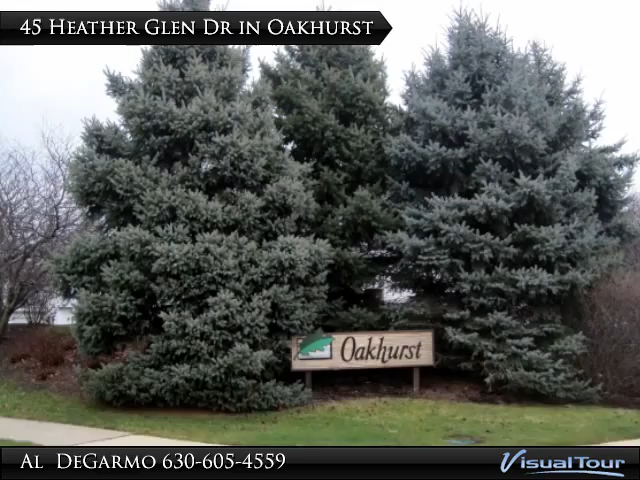 45 Heather Glen Dr in Oakhurst
Oakhurst
Al DeGarmo 630-605-4559
VisualTour